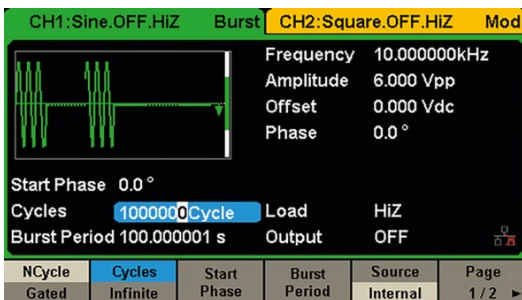 CH1:Sine.OFF.HiZ Burst CH2:Square.OFF.HiZ Mod
Frequency 10.000000kHz
Amplitude 6.000 Vpp
Offset 0.000 Vdc
Phase 0.0 °
Start Phase 0.0 °
Cycles 1000000Cycle Load HiZ
Burst Period 100.000001 s Output OFF
NCycle Cycles Start Burst Source Page
Gated Infinite Phase Period Internal 1/2 ►